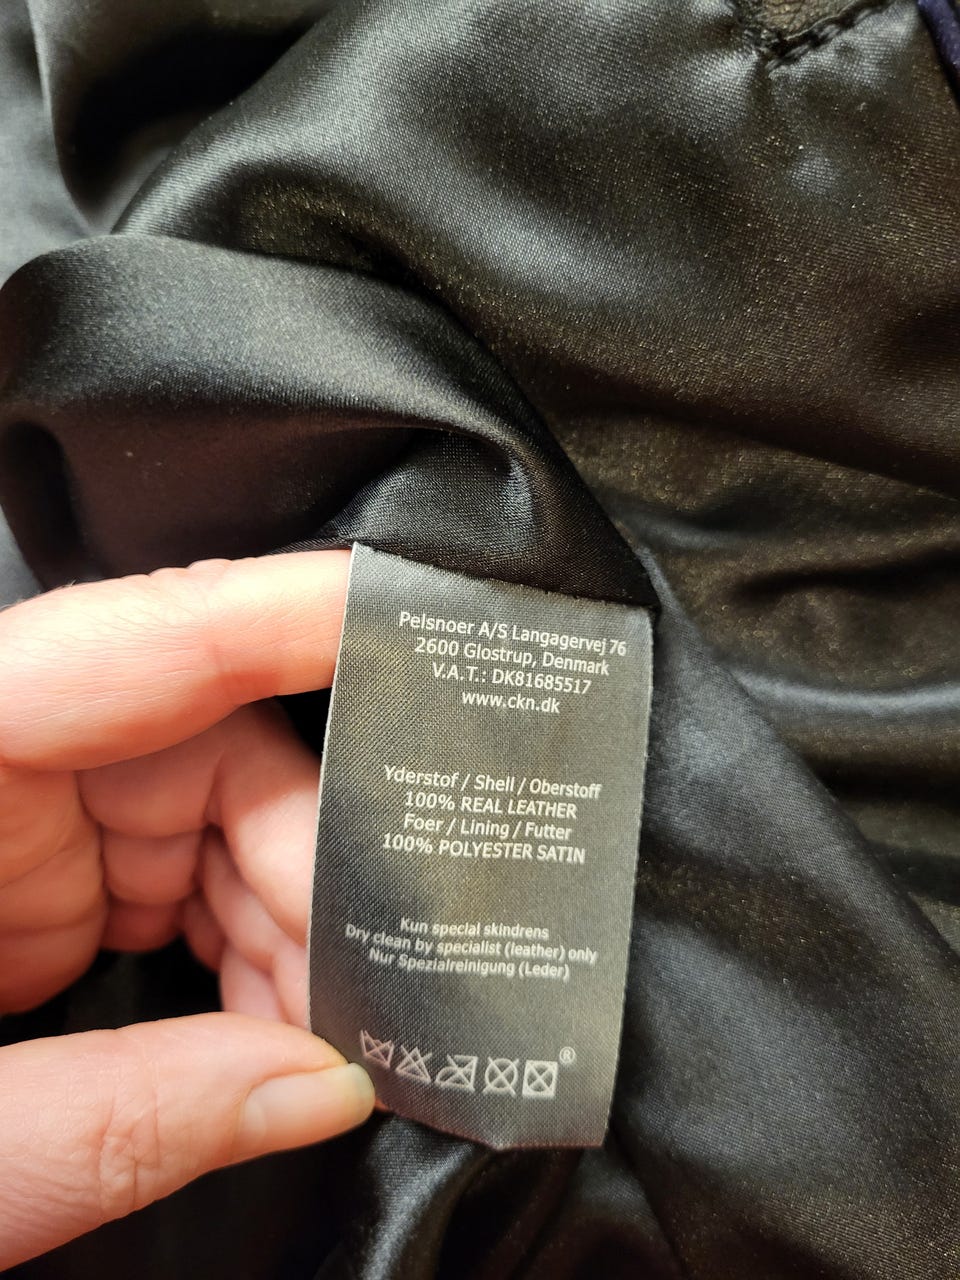 Pelsnoer A/S Langagervej 76
2600 Glostrup, Denmark
V.A.T.: DK81685517
www.ckn.dk
Yderstof / Shell / Oberstoff
100% REAL LEATHER
Foer / Lining / Futter
100% POLYESTER SATIN
Kun special skindrens
Dry clean by specialist (leather) only
Nur Spezialreinigung (Leder)
®